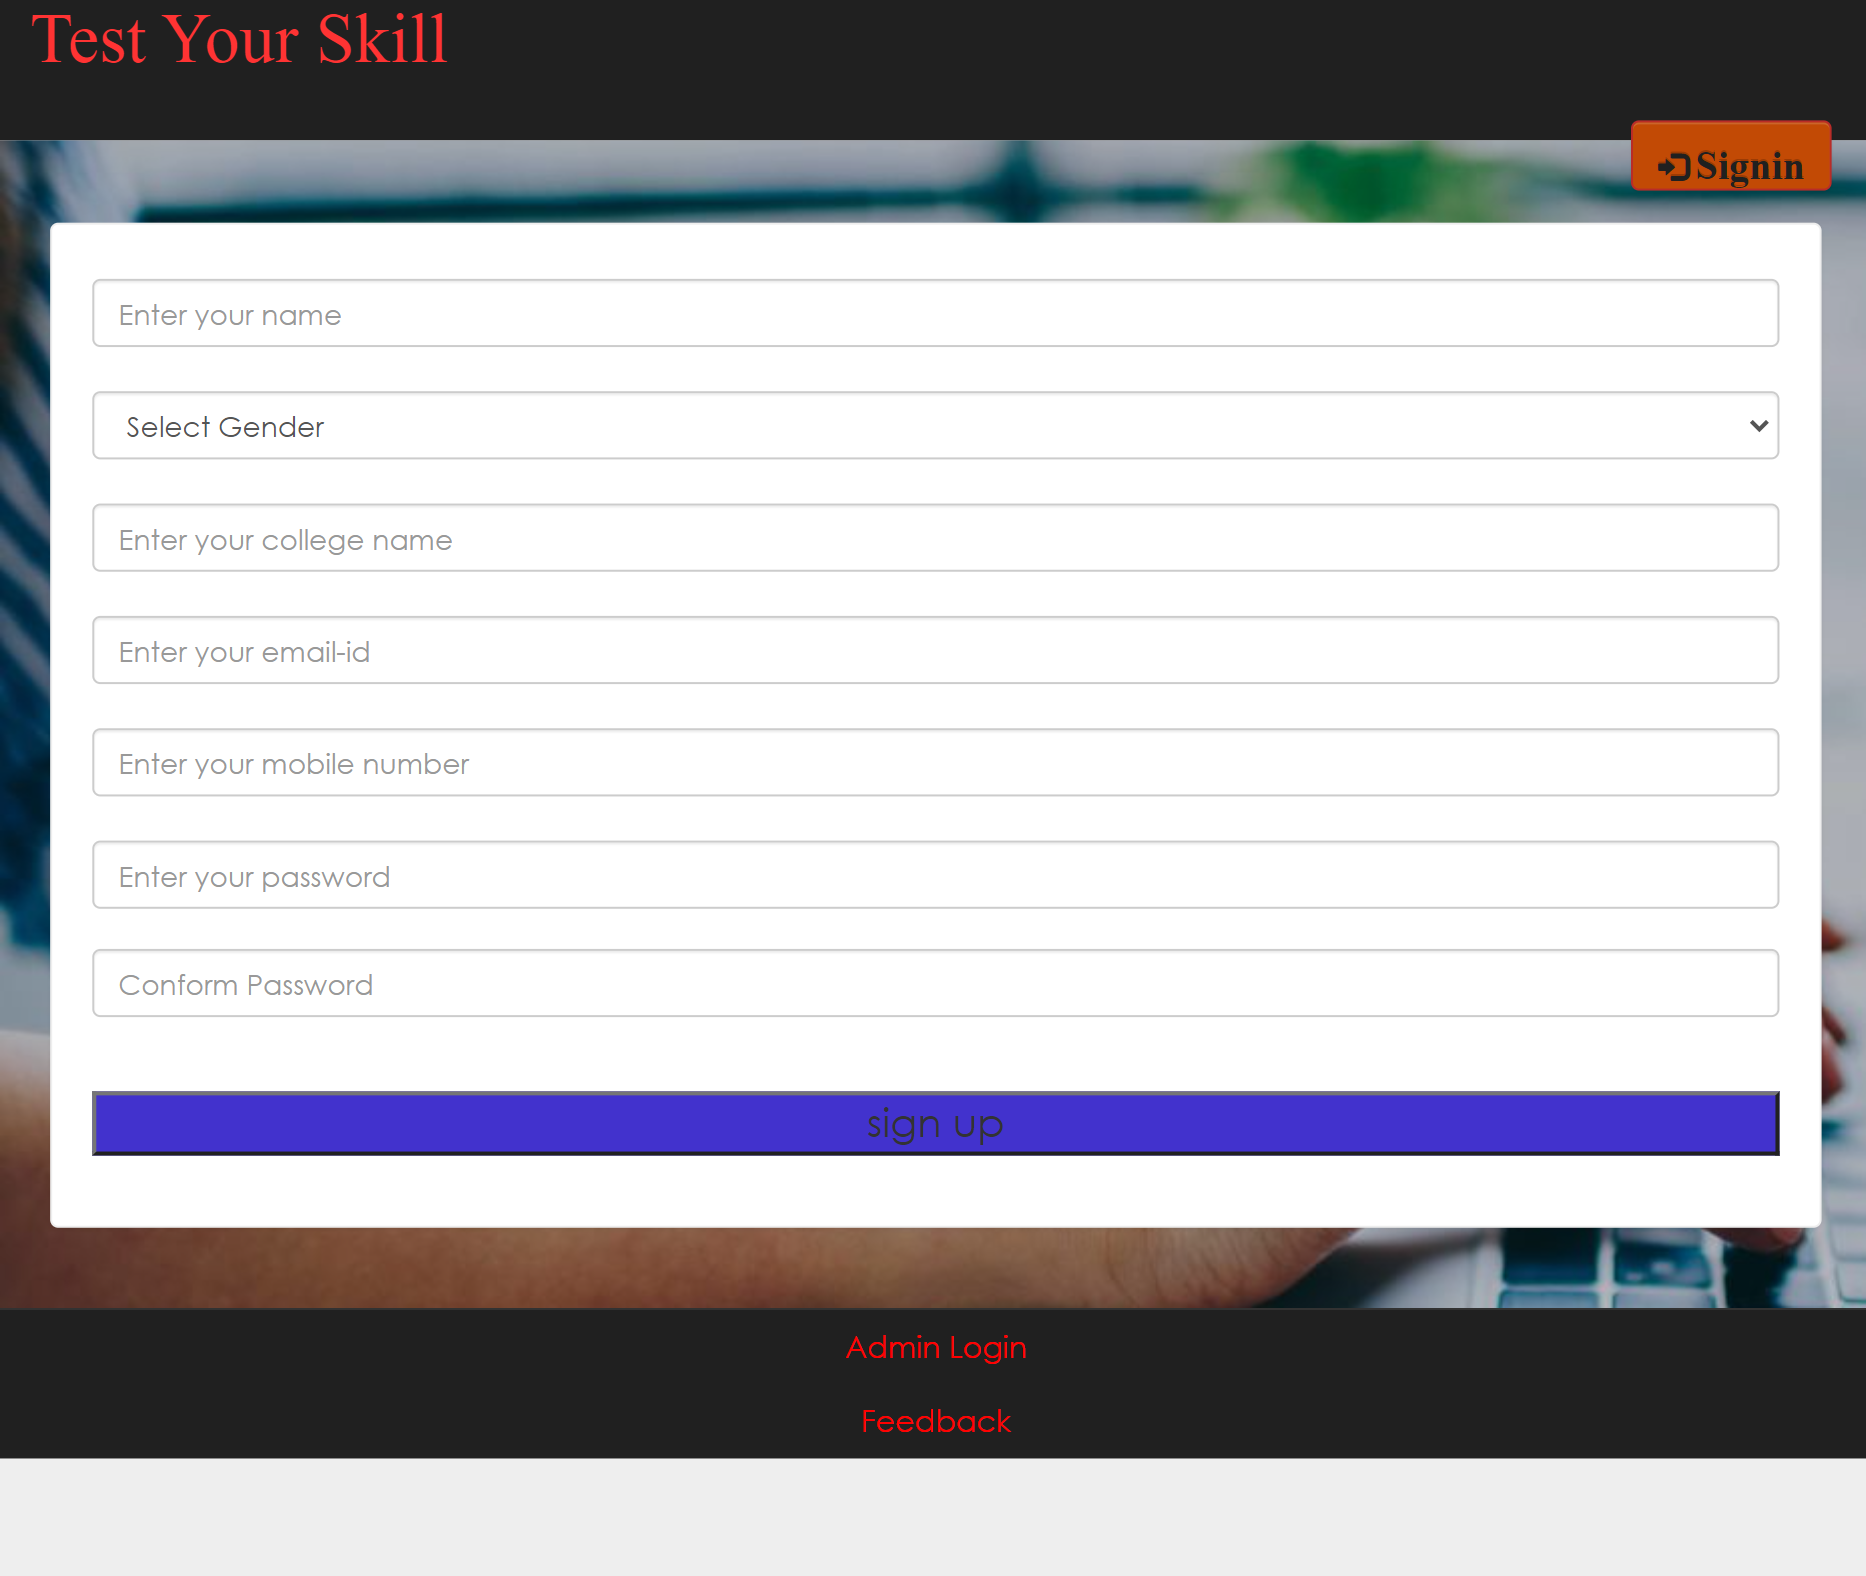 Test Your Skill
Signin
Enter your name
Select Gender
Enter your college name
Enter your email-id
Enter your mobile number
Enter your password
Conform Password
sign up
Admin Login
Feedback